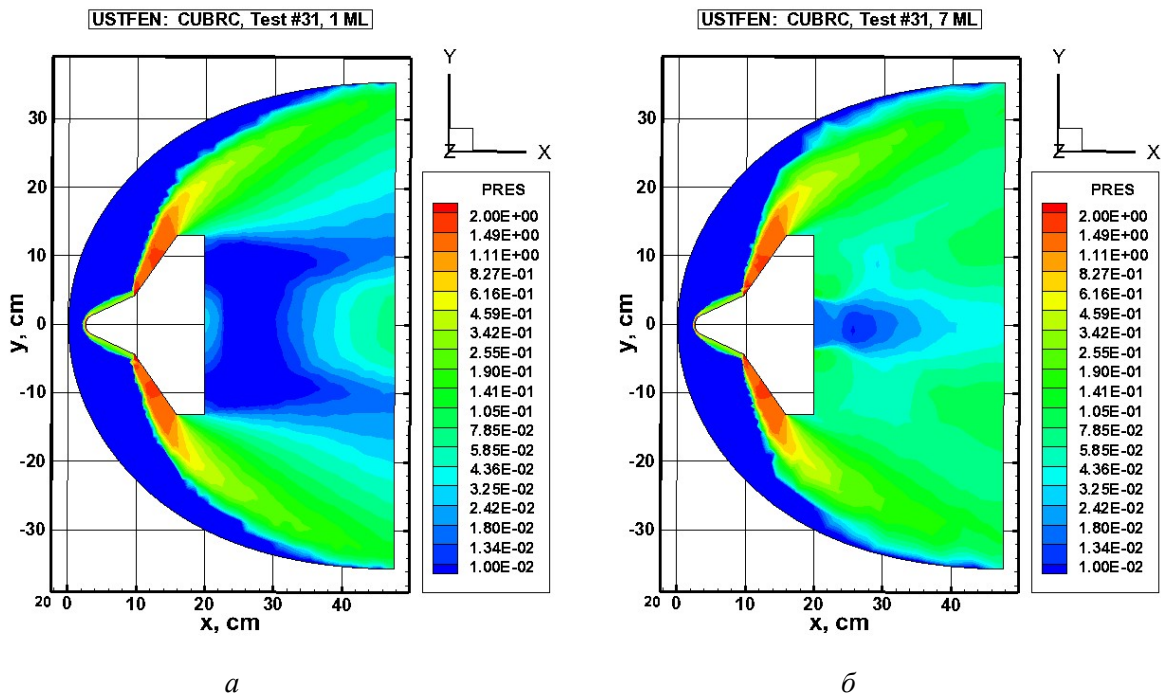 USTFEN: CUBRC, Test #31, 1 ML
USTFEN: CUBRC, Test #31, 7 ML
Y
Z X
PRES
2.00E+00
1.49E+00
1.11E+00
8.27E-01
6.16E-01
4.59E-01
3.42E-01
2.55E-01
1.90E-01
1.41E-01
1.05E-01
7.85E-02
5.85E-02
4.36E-02
3.25E-02
2.42E-02
1.80E-02
1.34E-02
1.00E-02
y, cm
30
20
10
0
-10
-20
-30
20 0 10 20 30 40
x, cm
Y
Z X
PRES
2.00E+00
1.49E+00
1.11E+00
8.27E-01
6.16E-01
4.59E-01
3.42E-01
2.55E-01
1.90E-01
1.41E-01
1.05E-01
7.85E-02
5.85E-02
4.36E-02
3.25E-02
2.42E-02
1.80E-02
1.34E-02
1.00E-02
y, cm
30
20
10
0
-10
-20
-30
20 0 10 20 30 40
x, cm
а
б